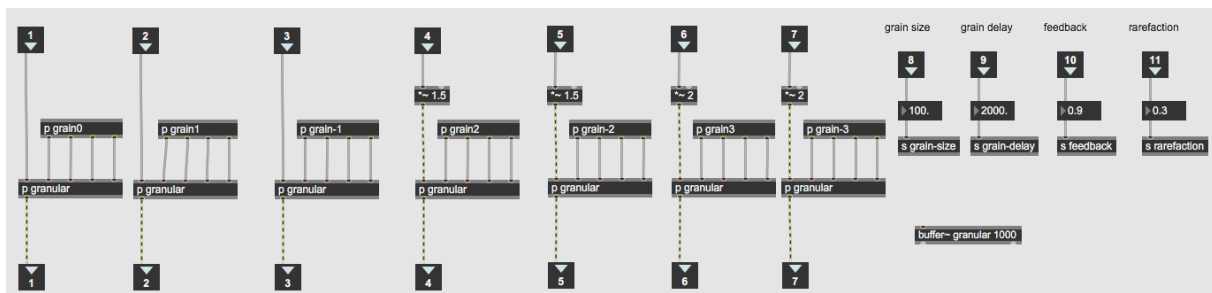 grain size grain delay feedback rarefaction
1 2 3 4 5 6 7
8 9 10 11
*~ 1.5 *~ 1.5 *~ 2 *~ 2
100. 2000. 0.9 0.3
p grain0 p grain1 p grain-1 p grain2 p grain-2 p grain3 p grain-3
s grain-size s grain-delay s feedback s rarefaction
p granular p granular p granular p granular p granular p granular p granular
buffer~ granular 1000
1 2 3 4 5 6 7